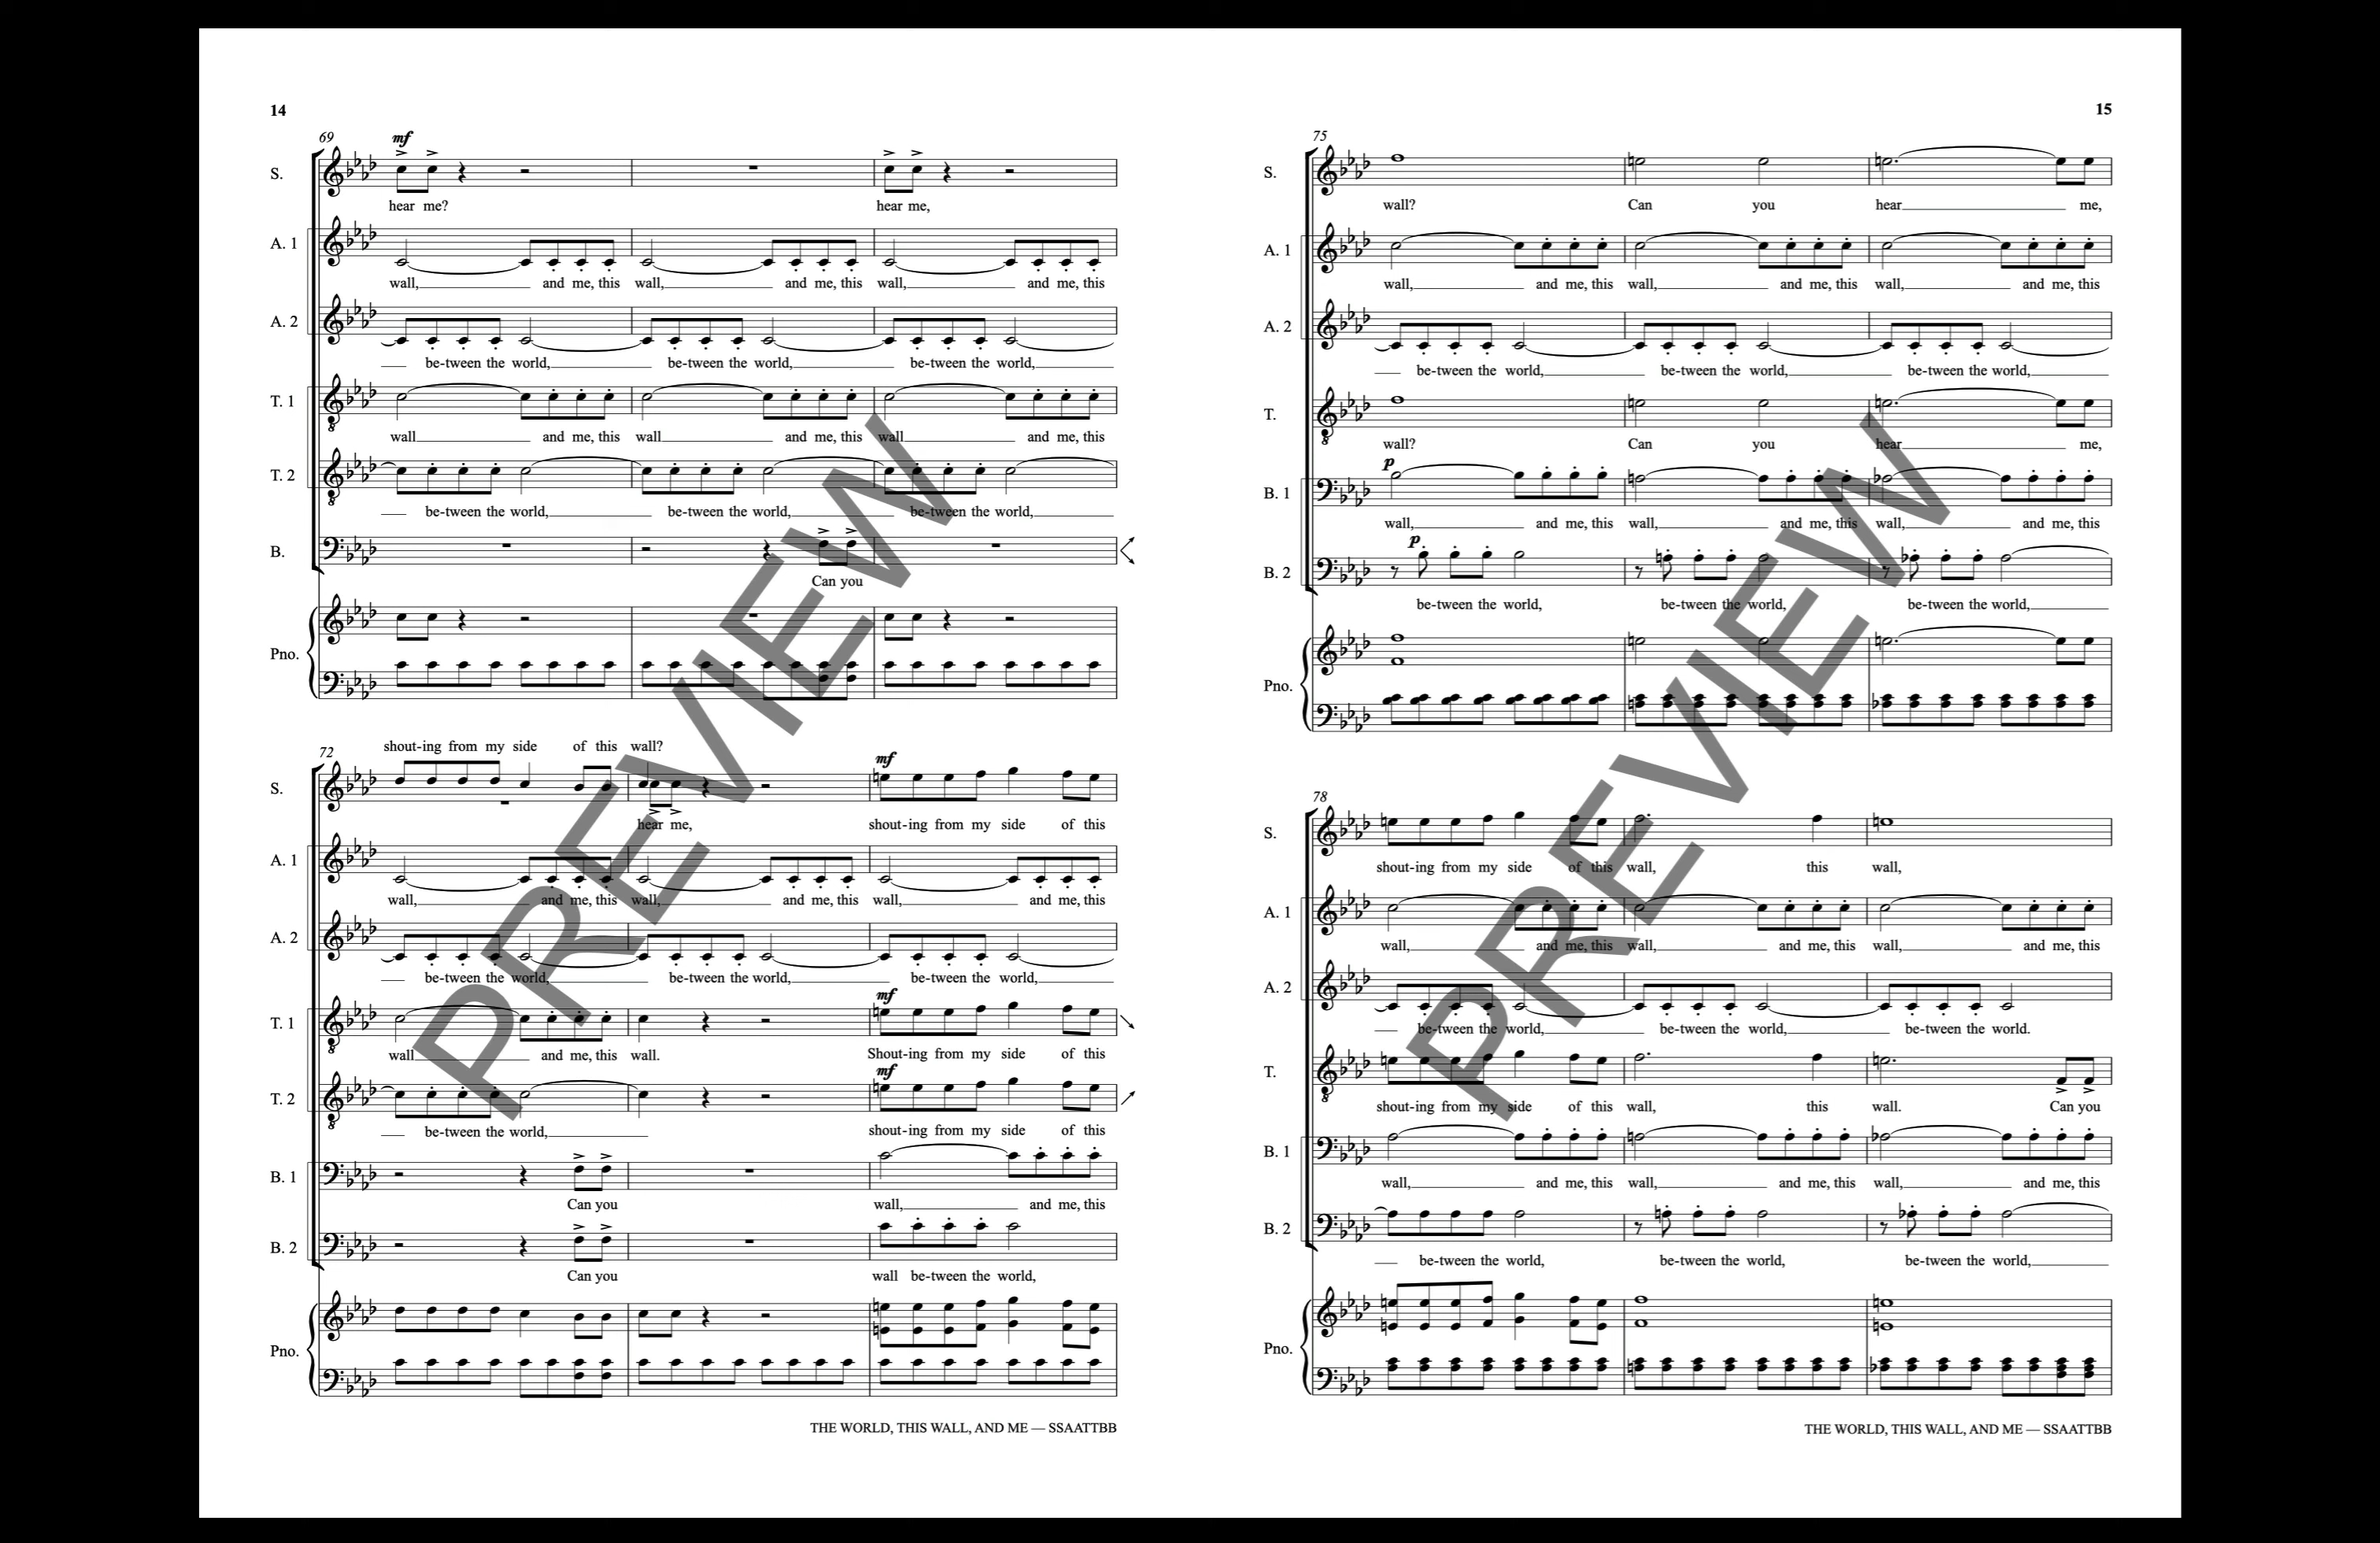 14
69 mf
S.
hear me? hear me,
A. 1
wall, and me, this wall, and me, this wall, and me, this
A. 2
be-tween the world, be-tween the world, be-tween the world,
T. 1
wall and me, this wall and me, this wall and me, this
T. 2
be-tween the world, be-tween the world, be-tween the world,
B.
Can you
Pno.
72 shout-ing from my side of this wall? mf
S.
hear me, shout-ing from my side of this
A. 1
wall, and me, this wall, and me, this wall, and me, this
A. 2
be-tween the world, be-tween the world, be-tween the world,
mf
T. 1
wall and me, this wall. Shout-ing from my side of this
mf
T. 2
be-tween the world, shout-ing from my side of this
B. 1
Can you wall, and me, this
B. 2
Can you wall be-tween the world,
Pno.
THE WORLD, THIS WALL, AND ME — SSAATTBB
PREVIEW
15
75
S.
wall? Can you hear me,
A. 1
wall, and me, this wall, and me, this wall, and me, this
A. 2
be-tween the world, be-tween the world, be-tween the world,
T.
wall? Can you hear me,
p
B. 1
wall, and me, this wall, and me, this wall, and me, this
p
B. 2
be-tween the world, be-tween the world, be-tween the world,
Pno.
78
S.
shout-ing from my side of this wall, this wall,
A. 1
wall, and me, this wall, and me, this wall, and me, this
A. 2
be-tween the world, be-tween the world, be-tween the world.
T.
shout-ing from my side of this wall, this wall. Can you
B. 1
wall, and me, this wall, and me, this wall, and me, this
B. 2
be-tween the world, be-tween the world, be-tween the world,
Pno.
THE WORLD, THIS WALL, AND ME — SSAATTBB
PREVIEW